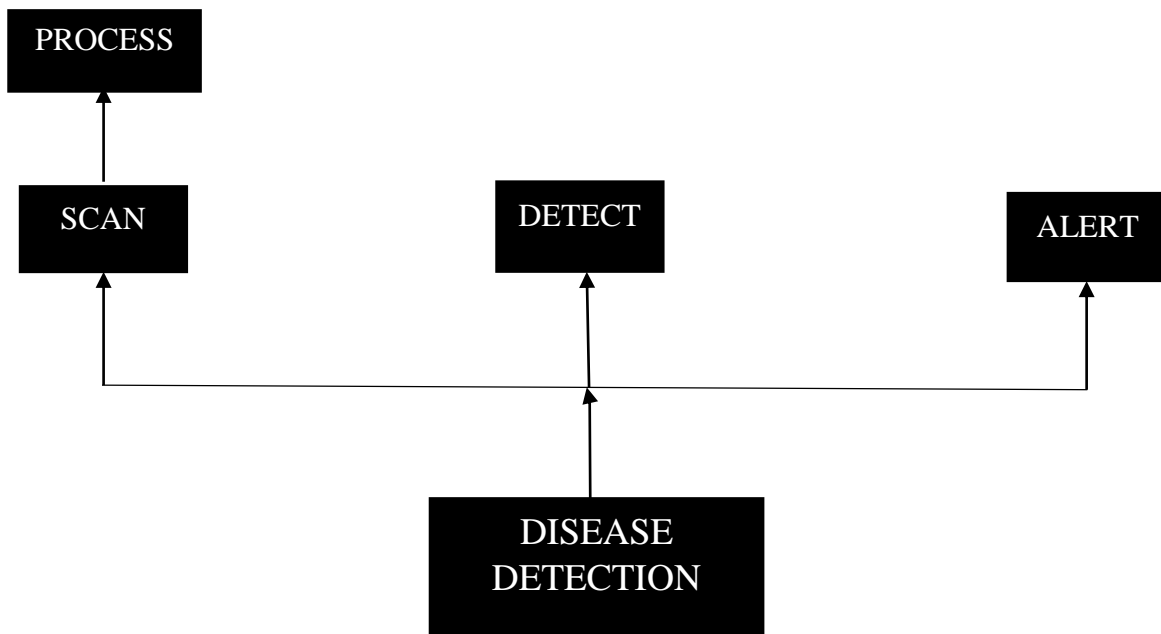 PROCESS
SCAN
DETECT
ALERT
DISEASE
DETECTION